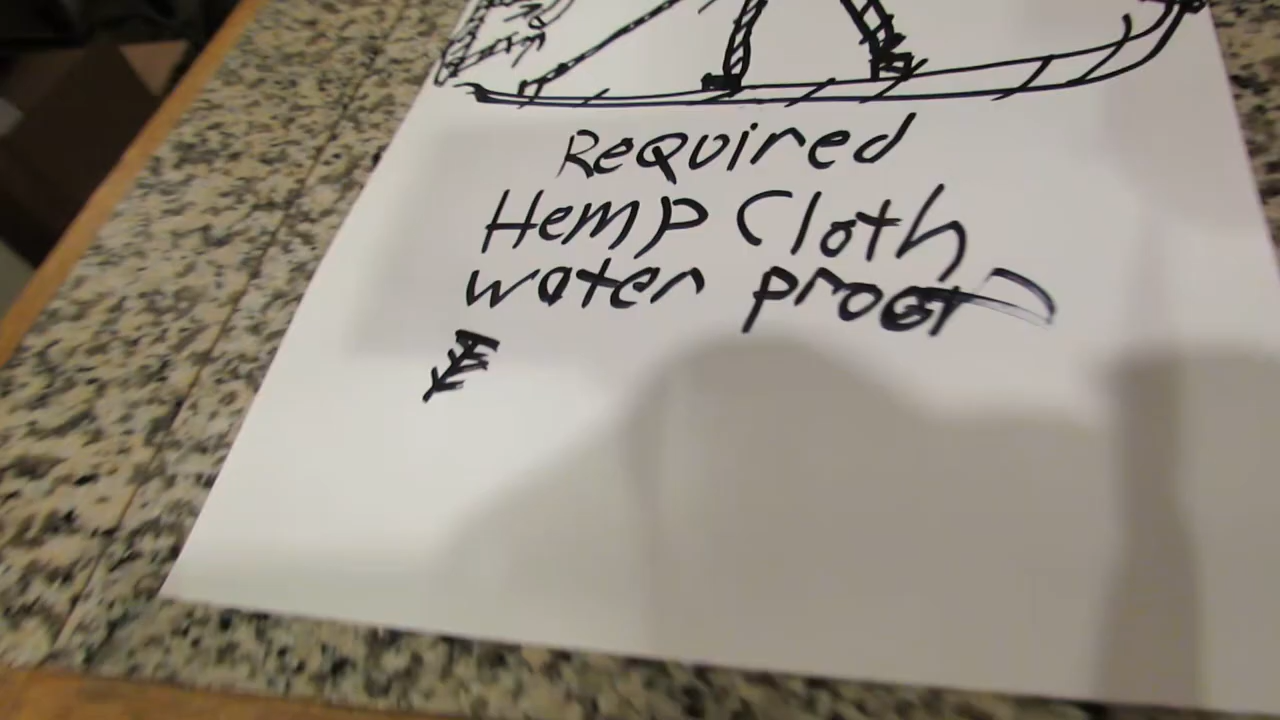 Required
Hemp Cloth
water proof